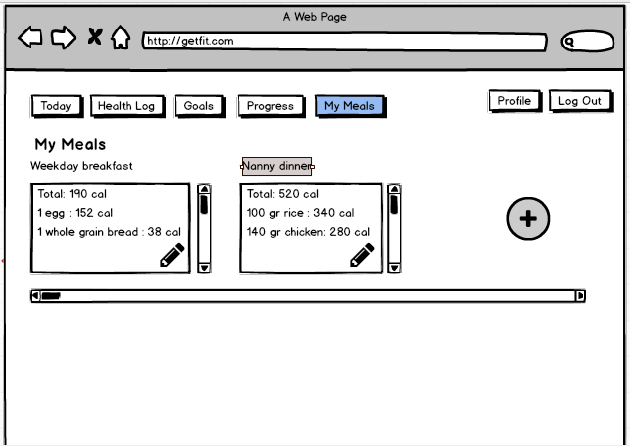 A Web Page
http://getfit.com
Today Health Log Goals Progress My Meals Profile Log Out
My Meals
Weekday breakfast Nanny dinner
Total: 190 cal
1 egg : 152 cal
1 whole grain bread : 38 cal
Total: 520 cal
100 gr rice : 340 cal
140 gr chicken: 280 cal